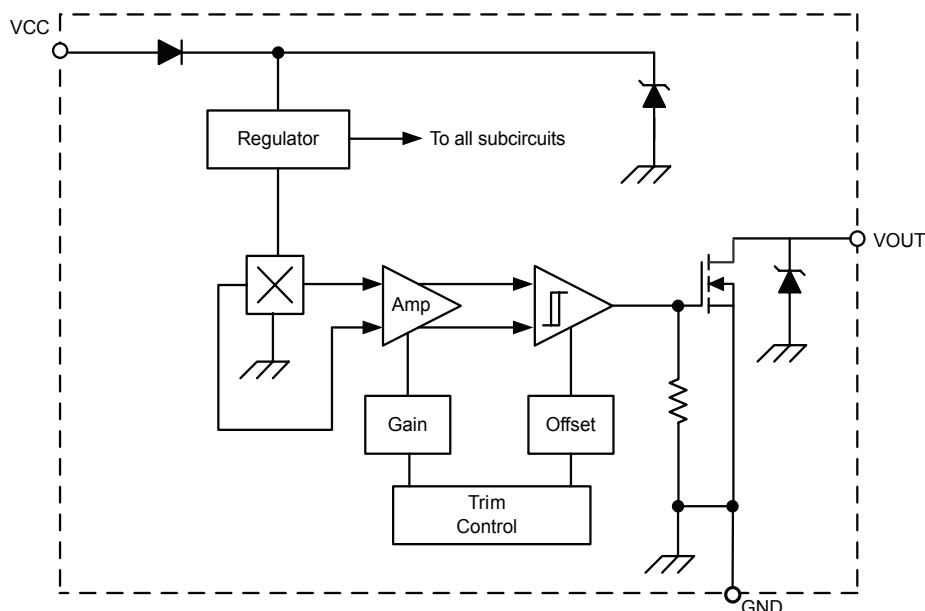 VCC
Regulator
To all subcircuits
VOUT
Amp
Gain
Offset
Trim
Control
GND